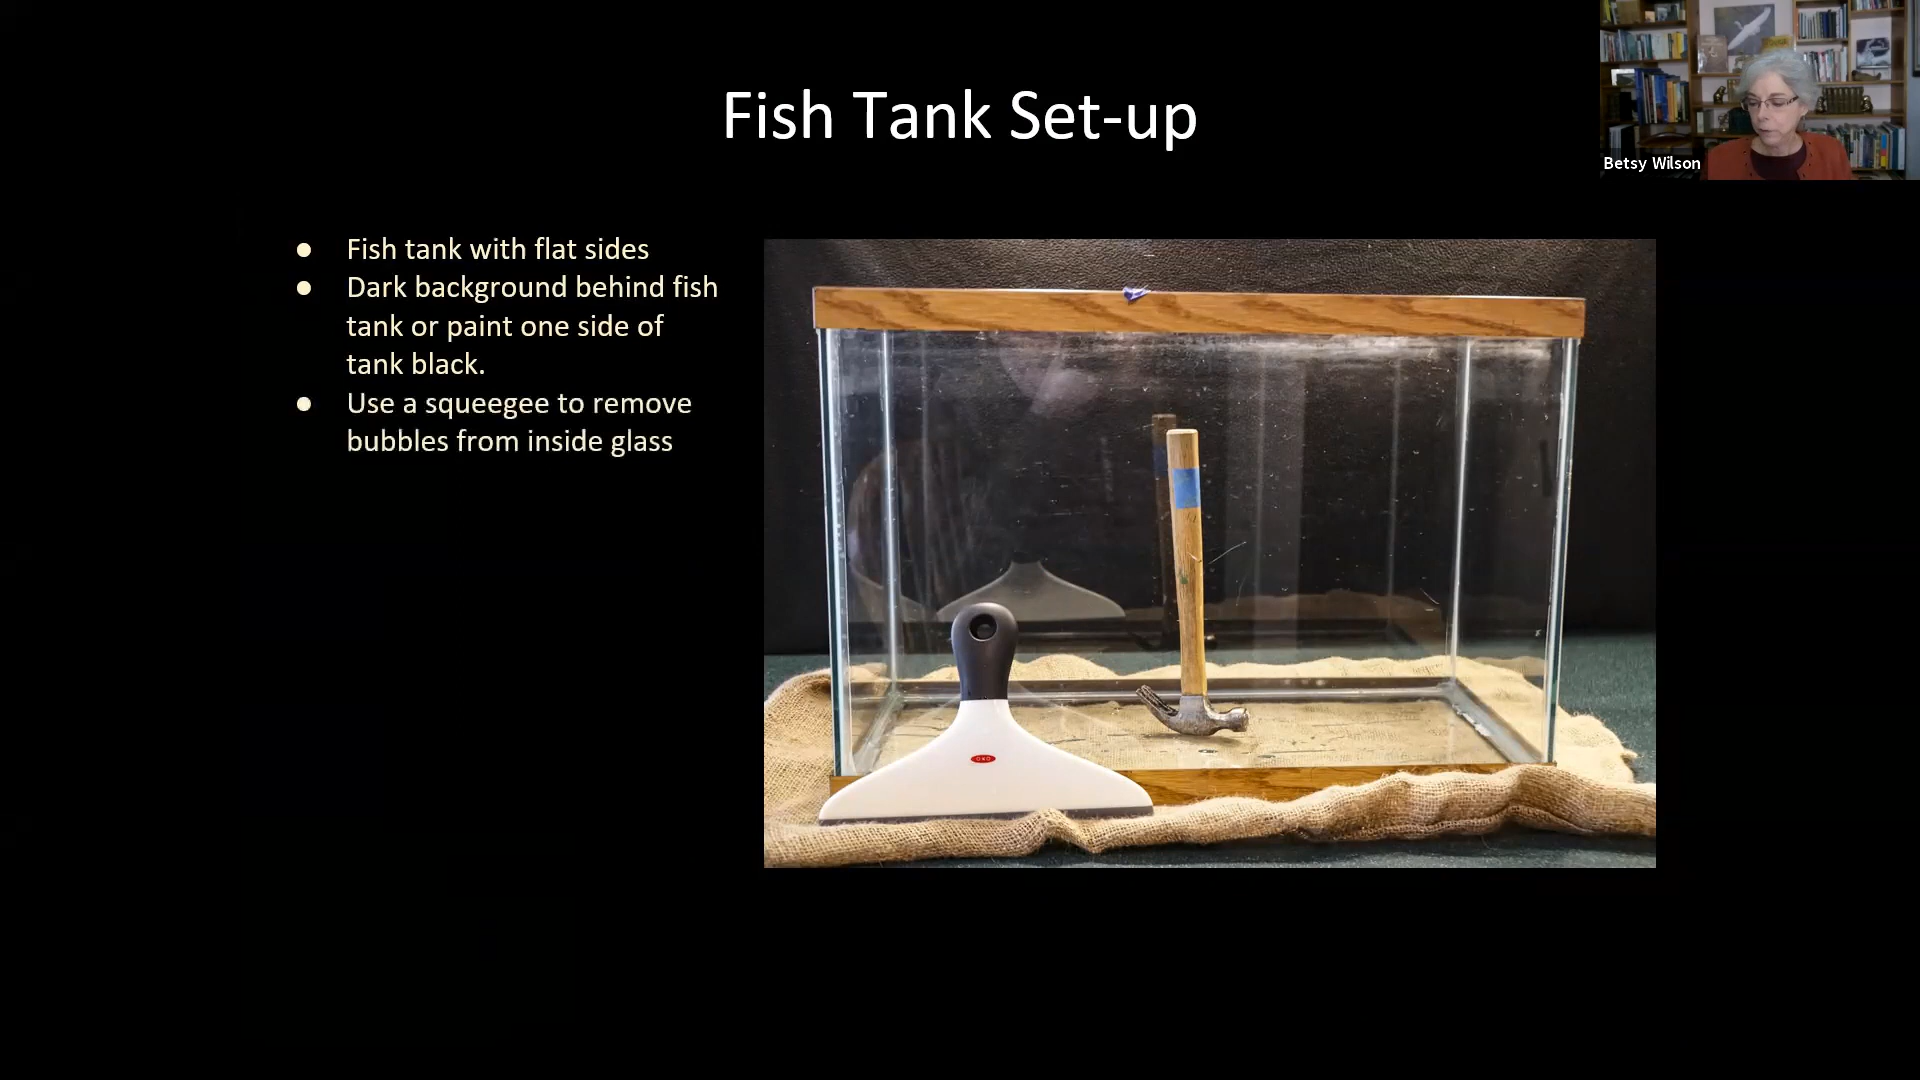 Fish Tank Set-up
Betsy Wilson
● Fish tank with flat sides
● Dark background behind fish
tank or paint one side of
tank black.
● Use a squeegee to remove
bubbles from inside glass
OXO